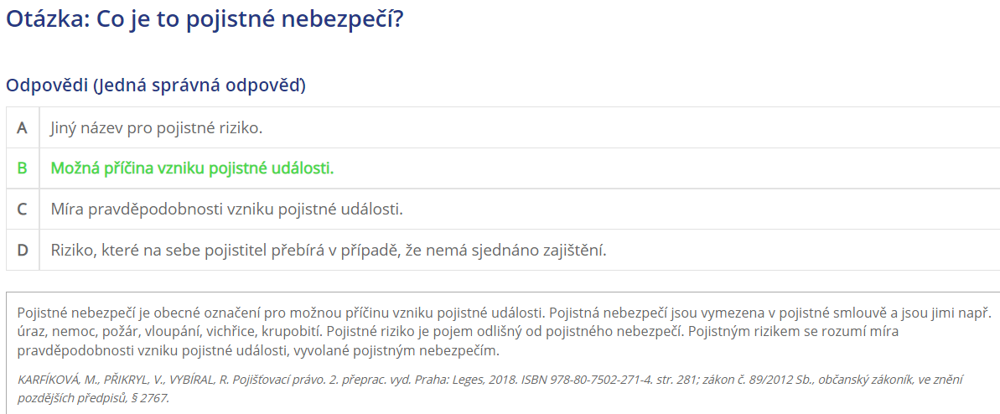 Otázka: Co je to pojistné nebezpečí?
Odpovědi (Jedná správná odpověď)
A Jiný název pro pojistné riziko.
B Možná příčina vzniku pojistné události.
C Míra pravděpodobnosti vzniku pojistné události.
D Riziko, které na sebe pojistitel přebírá v případě, že nemá sjednáno zajištění.
Pojistné nebezpečí je obecné označení pro možnou příčinu vzniku pojistné události. Pojistná nebezpečí jsou vymezena v pojistné smlouvě a jsou jimi např.
úraz, nemoc, požár, vloupání, vichřice, krupobití. Pojistné riziko je pojem odlišný od pojistného nebezpečí. Pojistným rizikem se rozumí míra
pravděpodobnosti vzniku pojistné události, vyvolané pojistným nebezpečím.
KARFÍKOVÁ, M., PŘIKRYL, V., VYBÍRAL, R. Pojišťovací právo. 2. přeprac. vyd. Praha: Leges, 2018. ISBN 978-80-7502-271-4. str. 281; zákon č. 89/2012 Sb., občanský zákoník, ve znění
pozdějších předpisů, § 2767.